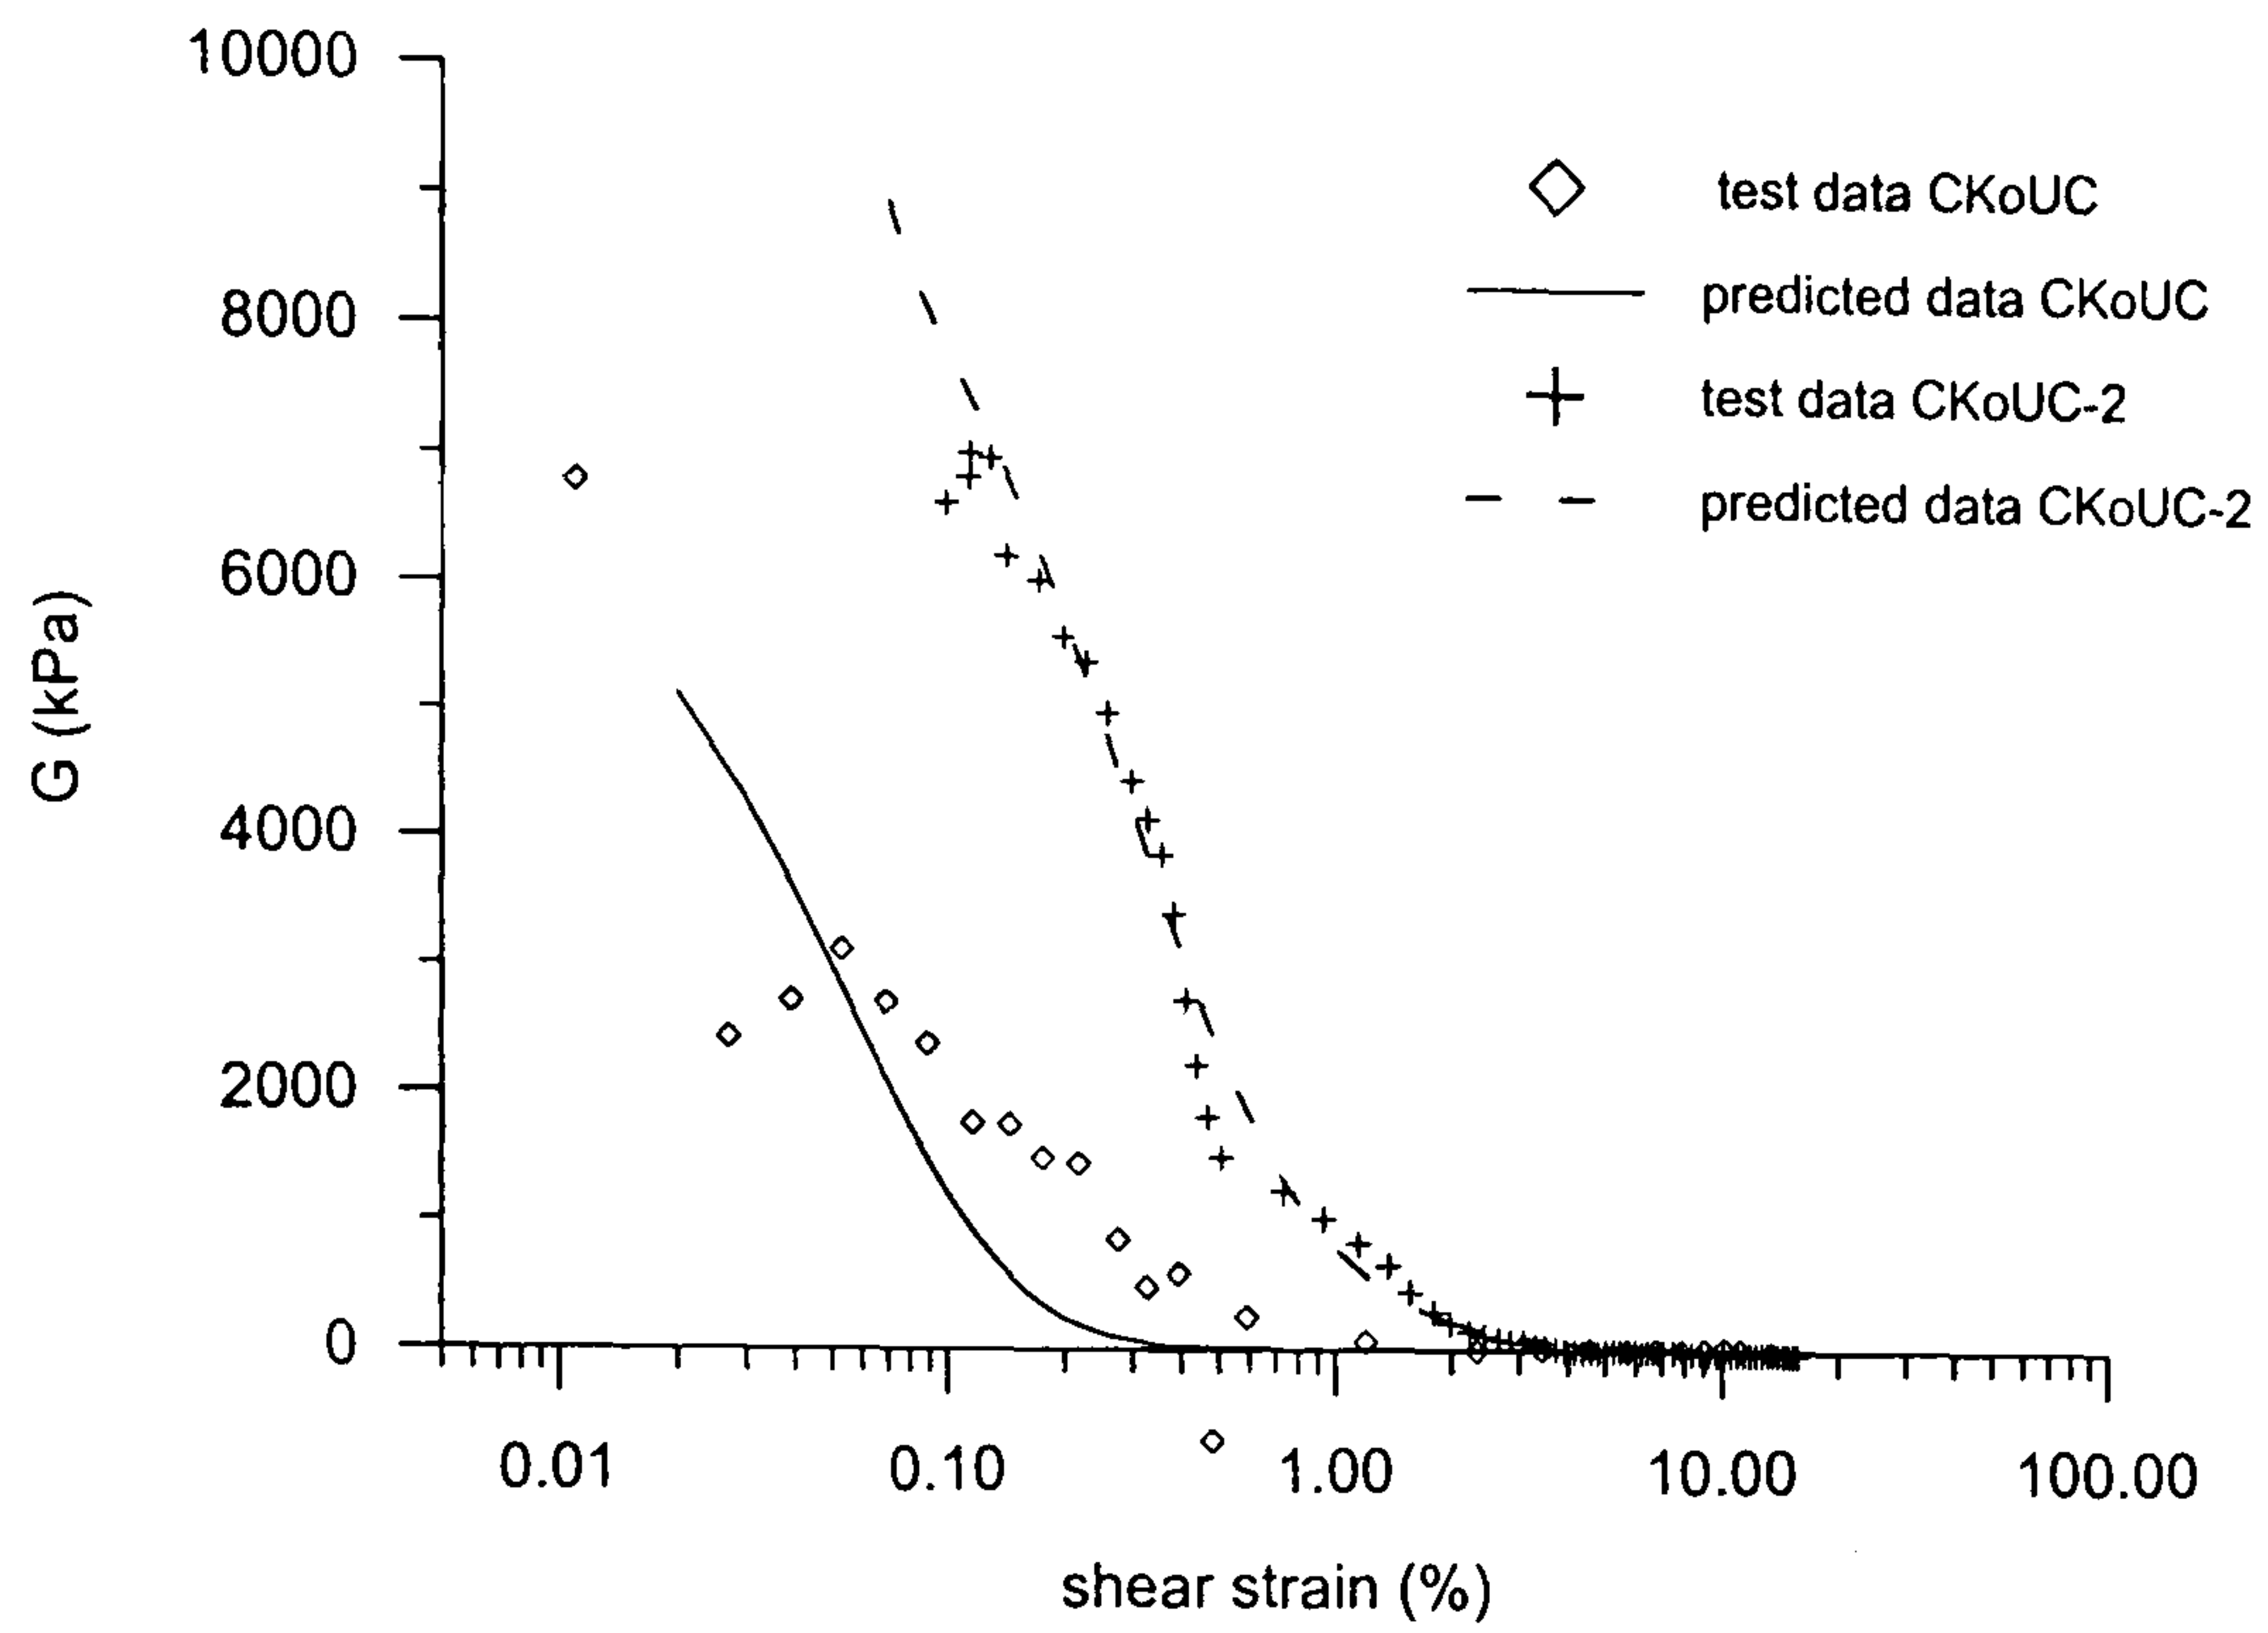 10000
8000
6000
4000
2000
0
G (kPa)
test data CKoUC
predicted data CKoUC
test data CKoUC-2
predicted data CKoUC-2
0.01 0.10 1.00 10.00 100.00
shear strain (%)